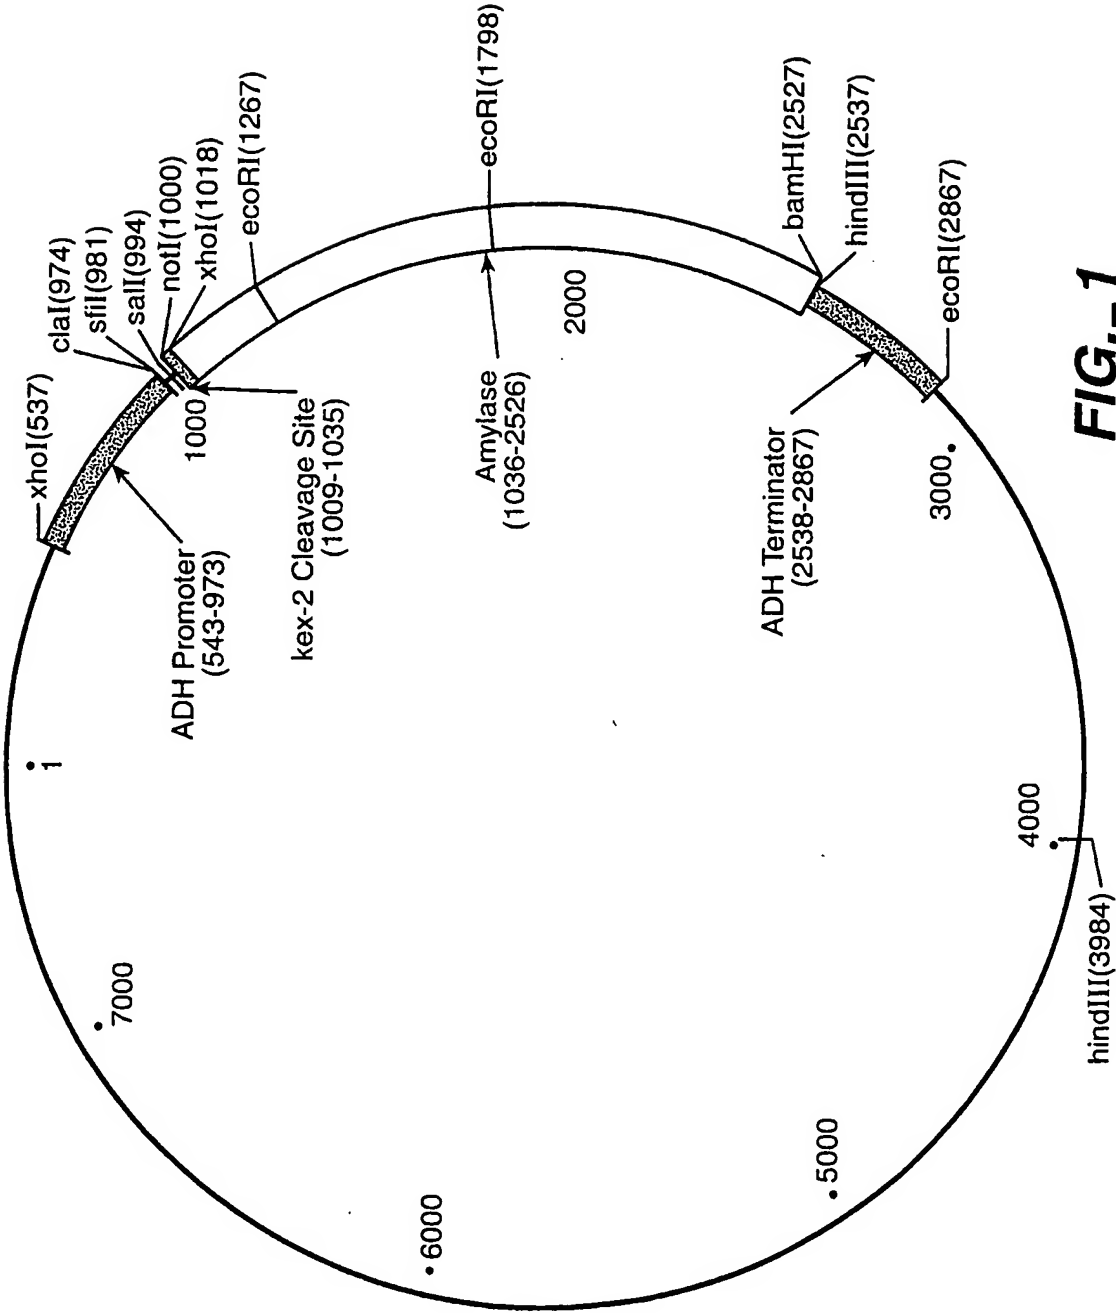 xhoI(537)
claI(974)
sfiI(981)
salI(994)
notI(1000)
xhoI(1018)
ecoRI(1267)
ecoRI(1798)
bamHI(2527)
hindIII(2537)
ecoRI(2867)
hindIII(3984)
ADH Promoter
(543-973)
kex-2 Cleavage Site
(1009-1035)
Amylase
(1036-2526)
ADH Terminator
(2538-2867)
1
1000
2000
3000
4000
5000
6000
7000
FIG._1